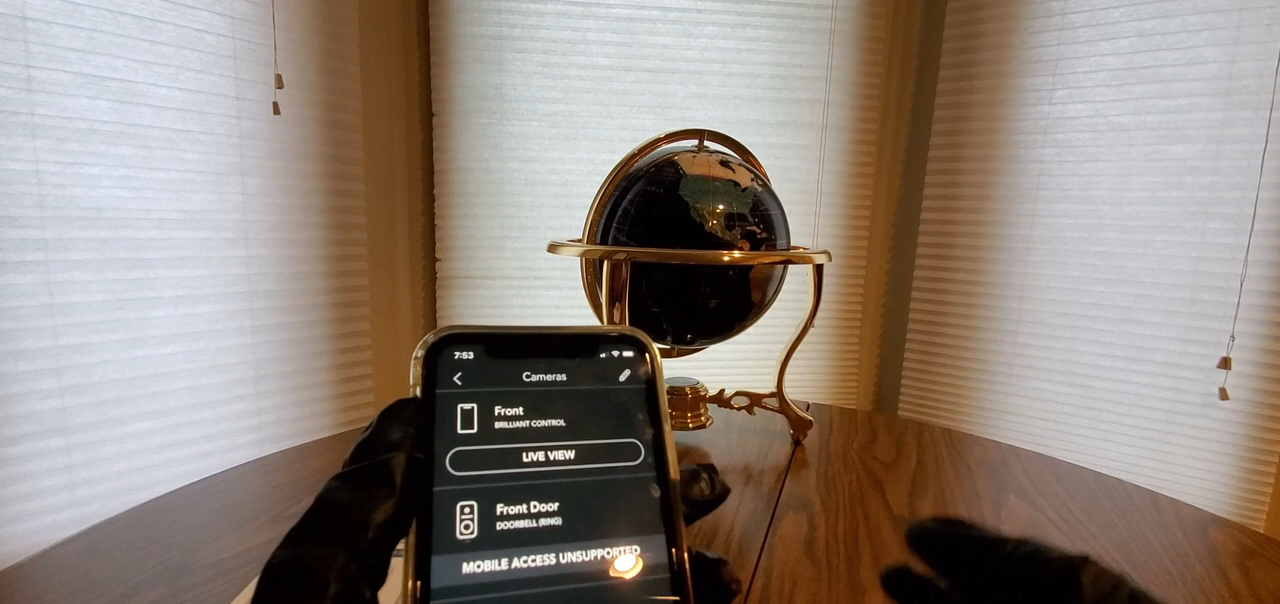 7:53
Cameras
Front
BRILLIANT CONTROL
LIVE VIEW
Front Door
DOORBELL (RING)
MOBILE ACCESS UNSUPPORTED